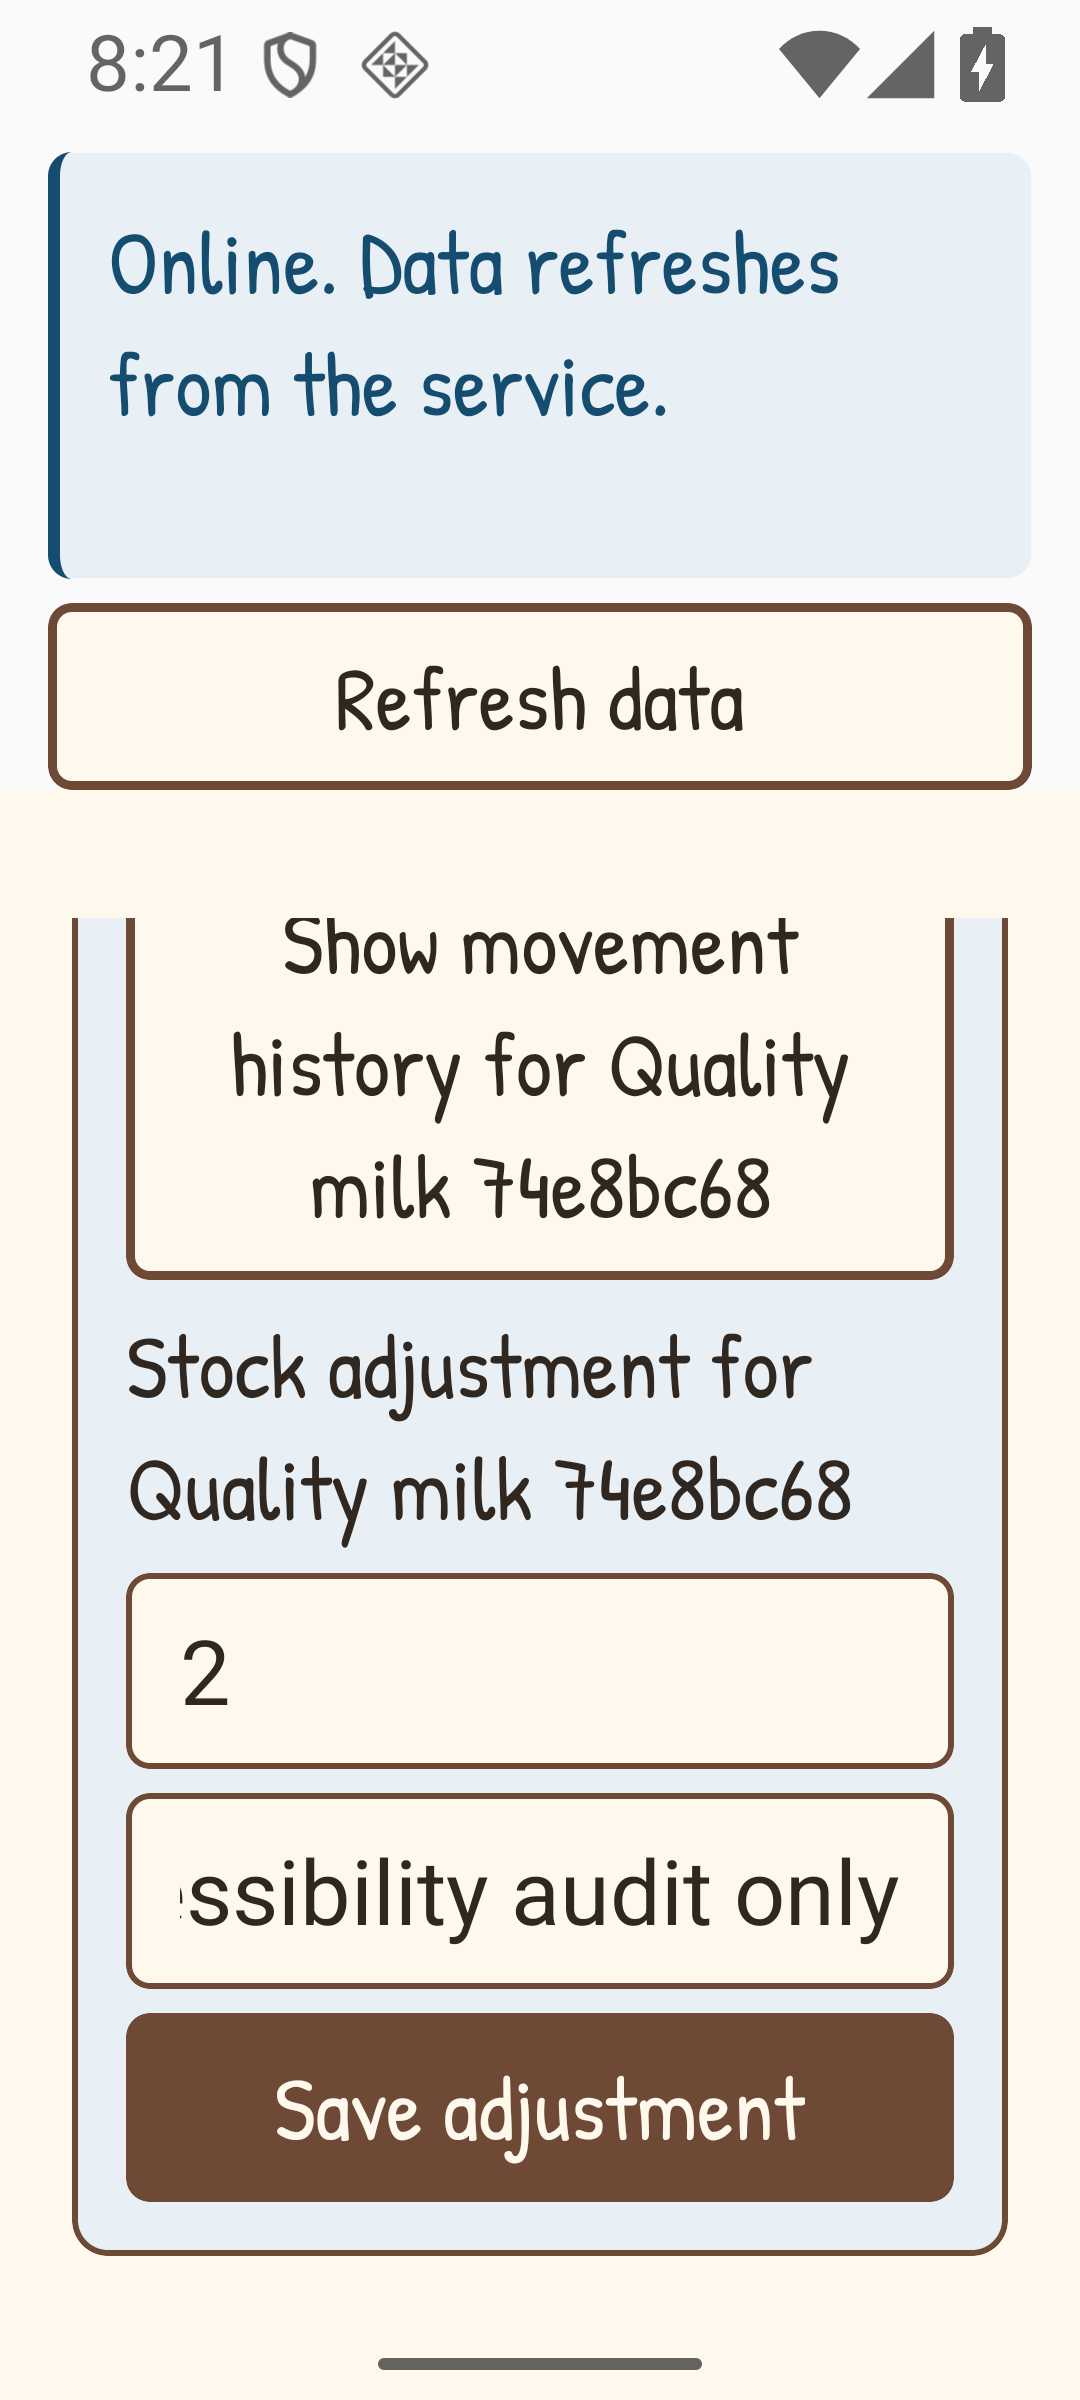 8:21
Online. Data refreshes
from the service.
Refresh data
Show movement
history for Quality
milk 74e8bc68
Stock adjustment for
Quality milk 74e8bc68
2
essibility audit only
Save adjustment